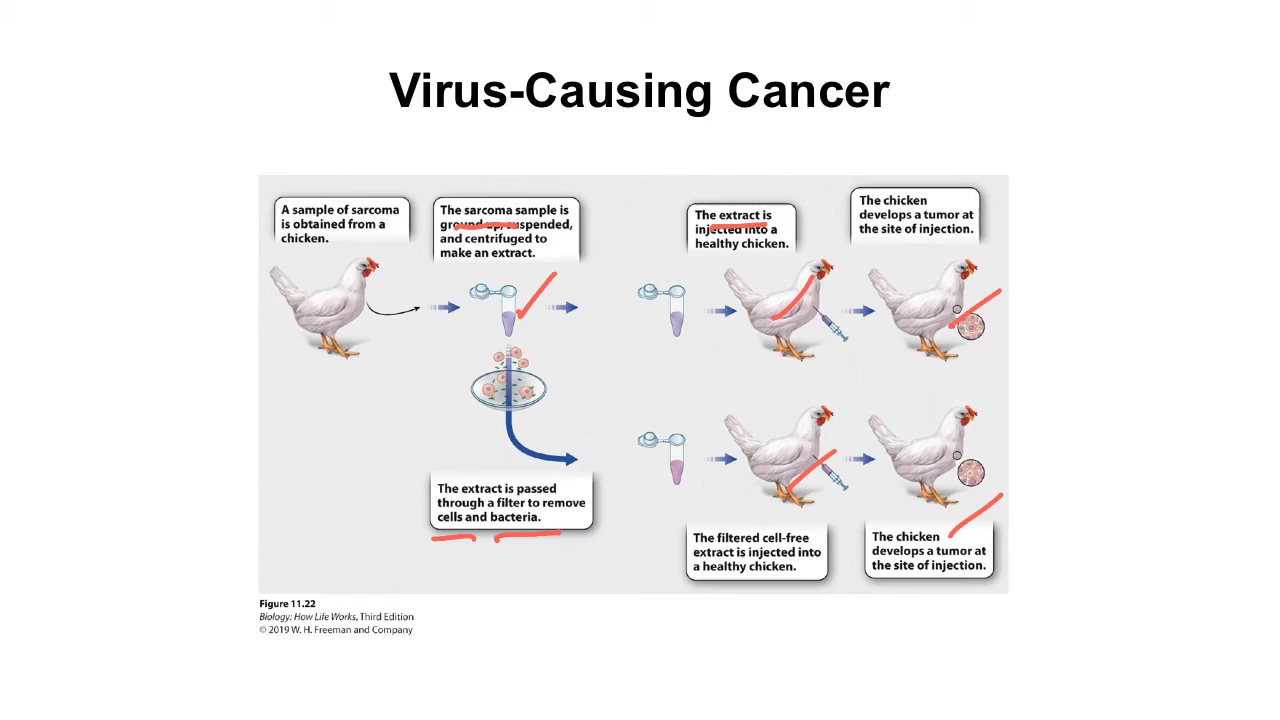 Virus-Causing Cancer
A sample of sarcoma
is obtained from a
chicken.
The sarcoma sample is
ground up, suspended,
and centrifuged to
make an extract.
The extract is
injected into a
healthy chicken.
The chicken
develops a tumor at
the site of injection.
The extract is passed
through a filter to remove
cells and bacteria.
The filtered cell-free
extract is injected into
a healthy chicken.
The chicken
develops a tumor at
the site of injection.
Figure 11.22
Biology: How Life Works, Third Edition
© 2019 W. H. Freeman and Company